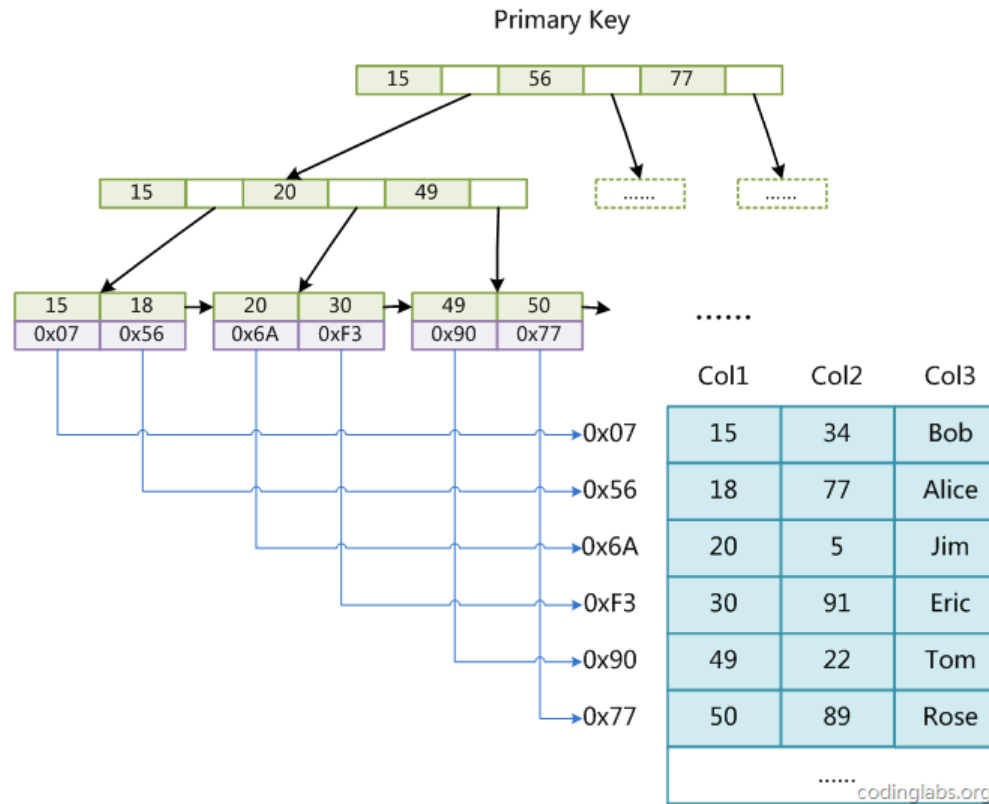 Primary Key
15 56 77
15 20 49
...... ......
15 18 20 30 49 50
0x07 0x56 0x6A 0xF3 0x90 0x77
......
Col1 Col2 Col3
0x07 15 34 Bob
0x56 18 77 Alice
0x6A 20 5 Jim
0xF3 30 91 Eric
0x90 49 22 Tom
0x77 50 89 Rose
......
codinglabs.org